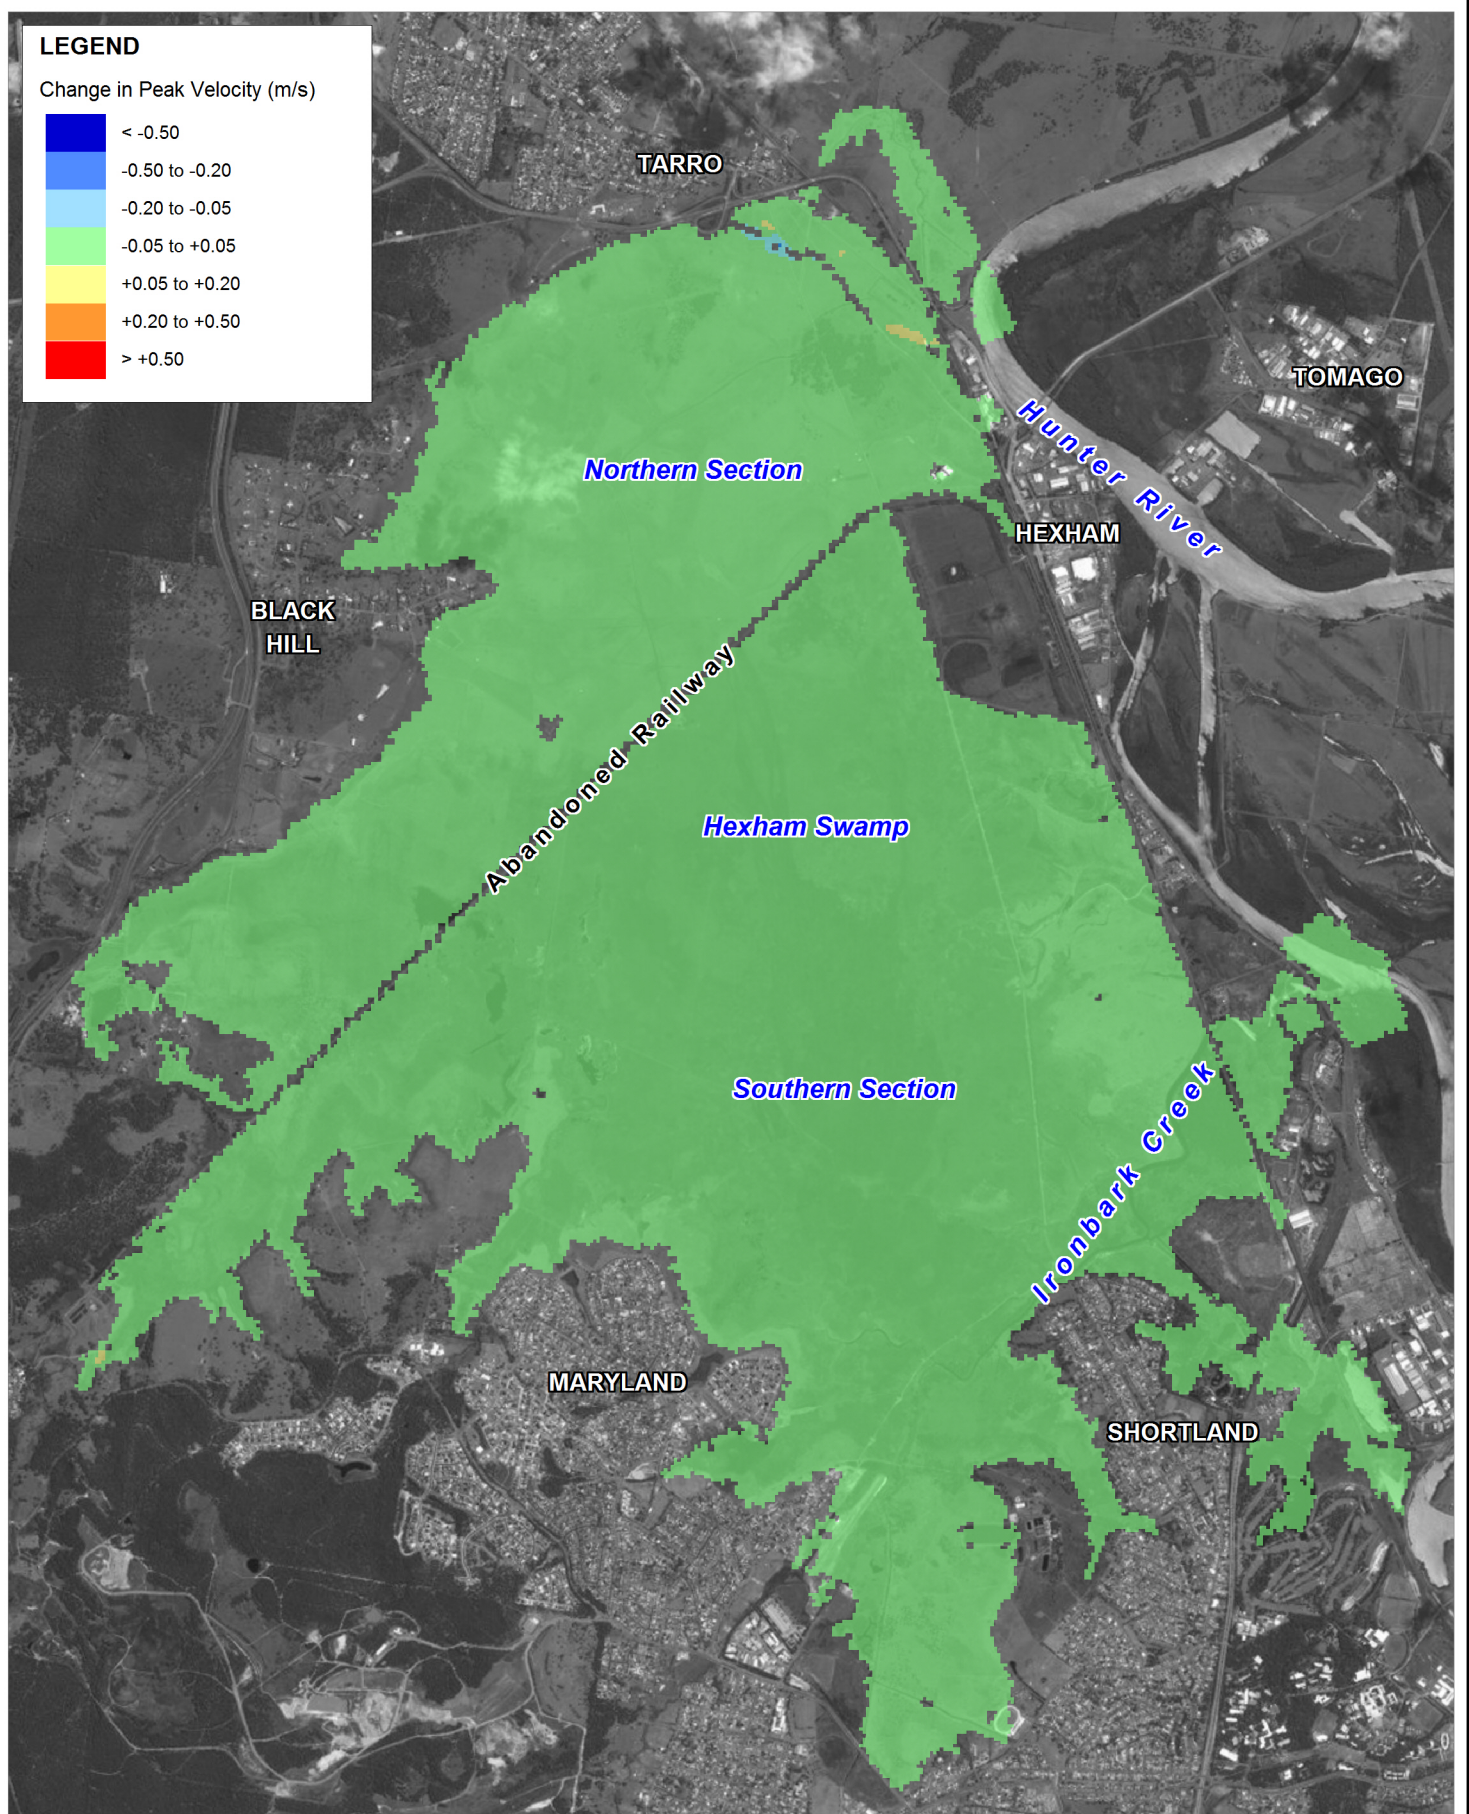 LEGEND
Change in Peak Velocity (m/s)
< -0.50
-0.50 to -0.20
-0.20 to -0.05
-0.05 to +0.05
+0.05 to +0.20
+0.20 to +0.50
> +0.50
TARRO
TOMAGO
Hunter River
Northern Section
HEXHAM
BLACK
HILL
Abandoned Railway
Hexham Swamp
Southern Section
Ironbark Creek
MARYLAND
SHORTLAND